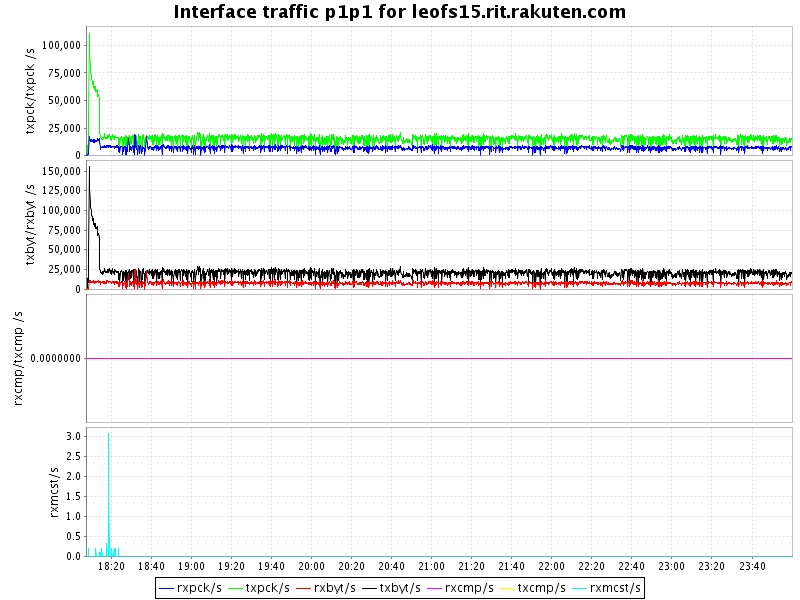 Interface traffic p1p1 for leofs15.rit.rakuten.com
txpck/txpck /s
100,000
75,000
50,000
25,000
0
txbyt/rxbyt /s
150,000
125,000
100,000
75,000
50,000
25,000
0
rxcmp/txcmp /s
0.0000000
rxmcst/s
3.0
2.5
2.0
1.5
1.0
0.5
0.0
18:20 18:40 19:00 19:20 19:40 20:00 20:20 20:40 21:00 21:20 21:40 22:00 22:20 22:40 23:00 23:20 23:40
rxpck/s txpck/s rxbyt/s txbyt/s rxcmp/s txcmp/s rxmcst/s